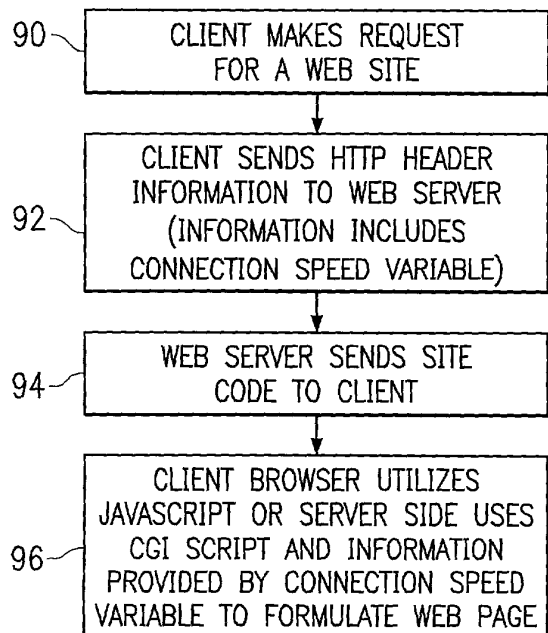 90
CLIENT MAKES REQUEST
FOR A WEB SITE
92
CLIENT SENDS HTTP HEADER
INFORMATION TO WEB SERVER
(INFORMATION INCLUDES
CONNECTION SPEED VARIABLE)
94
WEB SERVER SENDS SITE
CODE TO CLIENT
96
CLIENT BROWSER UTILIZES
JAVASCRIPT OR SERVER SIDE USES
CGI SCRIPT AND INFORMATION
PROVIDED BY CONNECTION SPEED
VARIABLE TO FORMULATE WEB PAGE